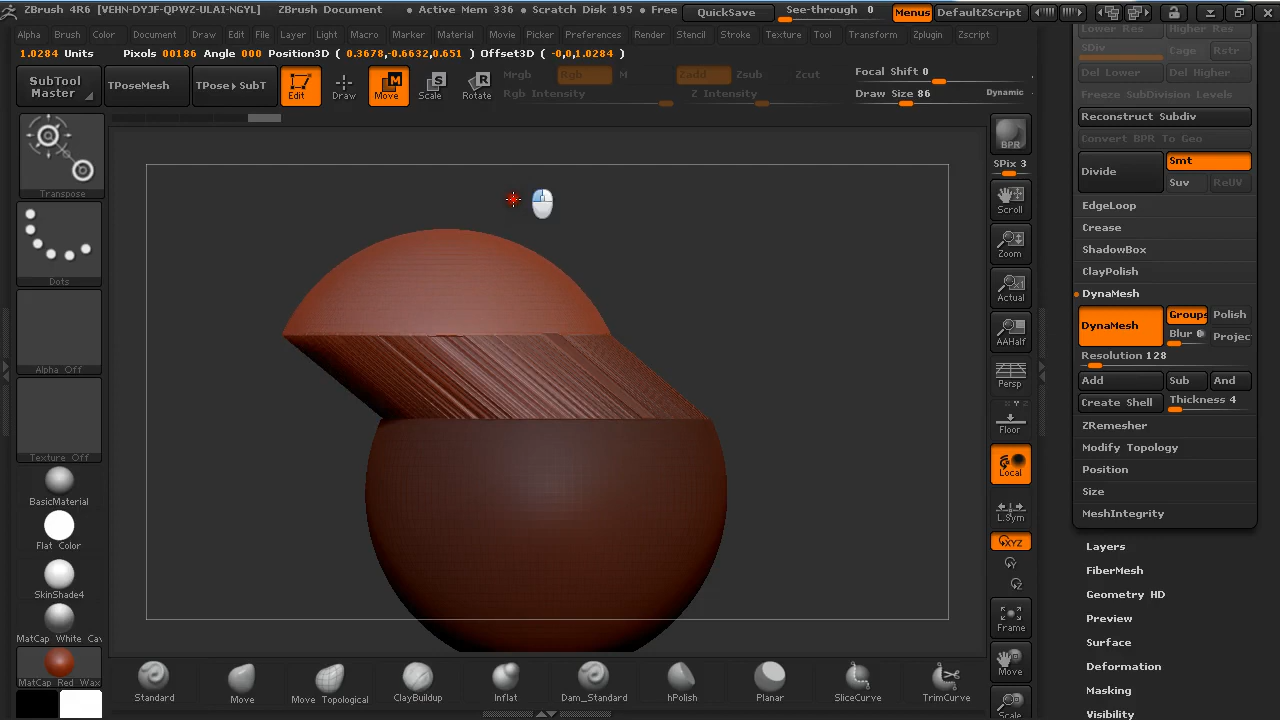 ZBrush 4R6 [VEHN-DYJF-QPWZ-ULAI-NGYL] ZBrush Document • Active Mem 336 • Scratch Disk 195 • Free QuickSave See-through 0 Menus DefaultZScript
Alpha Brush Color Document Draw Edit File Layer Light Macro Marker Material Movie Picker Preferences Render Stencil Stroke Texture Tool Transform Zplugin Zscript
1.0284 Units Pixols 00186 Angle 000 Position3D ( 0.3678,-0.6632,0.651 ) Offset3D ( -0,0,1.0284 )
SubTool Master
TPoseMesh
TPose▸SubT
Edit
Draw
Move
Scale
Rotate
Mrgb Rgb M
Rgb Intensity
Zadd Zsub Zcut
Z Intensity
Focal Shift 0
Draw Size 86 Dynamic
Transpose
Dots
Alpha Off
Texture Off
BasicMaterial
Flat Color
SkinShade4
MatCap White Cav
MatCap Red Wax
BPR
SPix 3
Scroll
Zoom
Actual
AAHalf
Persp
Floor
Local
L.Sym
XYZ
Frame
Move
Scale
Standard
Move
Move Topological
ClayBuildup
Inflat
Dam_Standard
hPolish
Planar
SliceCurve
TrimCurve
Lower Res Higher Res
SDiv Cage Rstr
Del Lower Del Higher
Freeze SubDivision Levels
Reconstruct Subdiv
Convert BPR To Geo
Divide Smt
Suv ReUV
EdgeLoop
Crease
ShadowBox
ClayPolish
DynaMesh
DynaMesh Groups Polish
Blur 0 Projec
Resolution 128
Add Sub And
Create Shell Thickness 4
ZRemesher
Modify Topology
Position
Size
MeshIntegrity
Layers
FiberMesh
Geometry HD
Preview
Surface
Deformation
Masking
Visibility